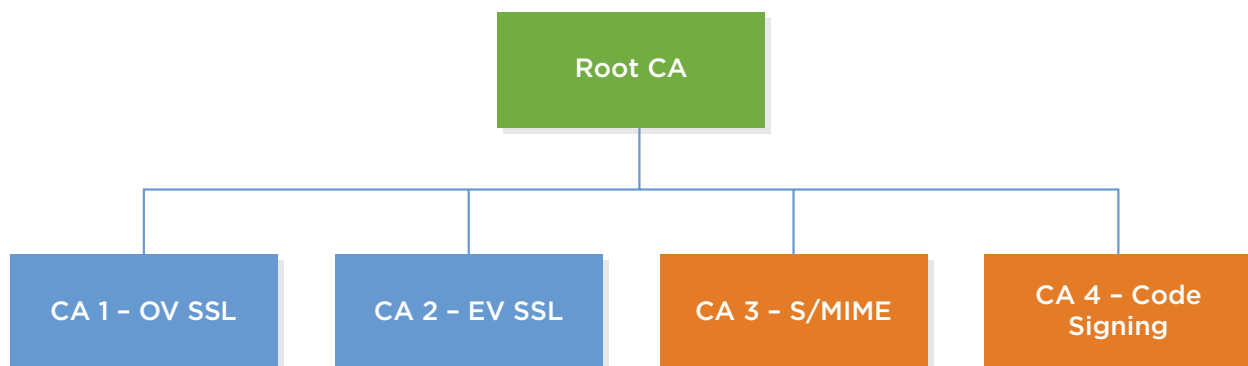 Root CA
CA 1 – OV SSL
CA 2 – EV SSL
CA 3 – S/MIME
CA 4 – Code
Signing